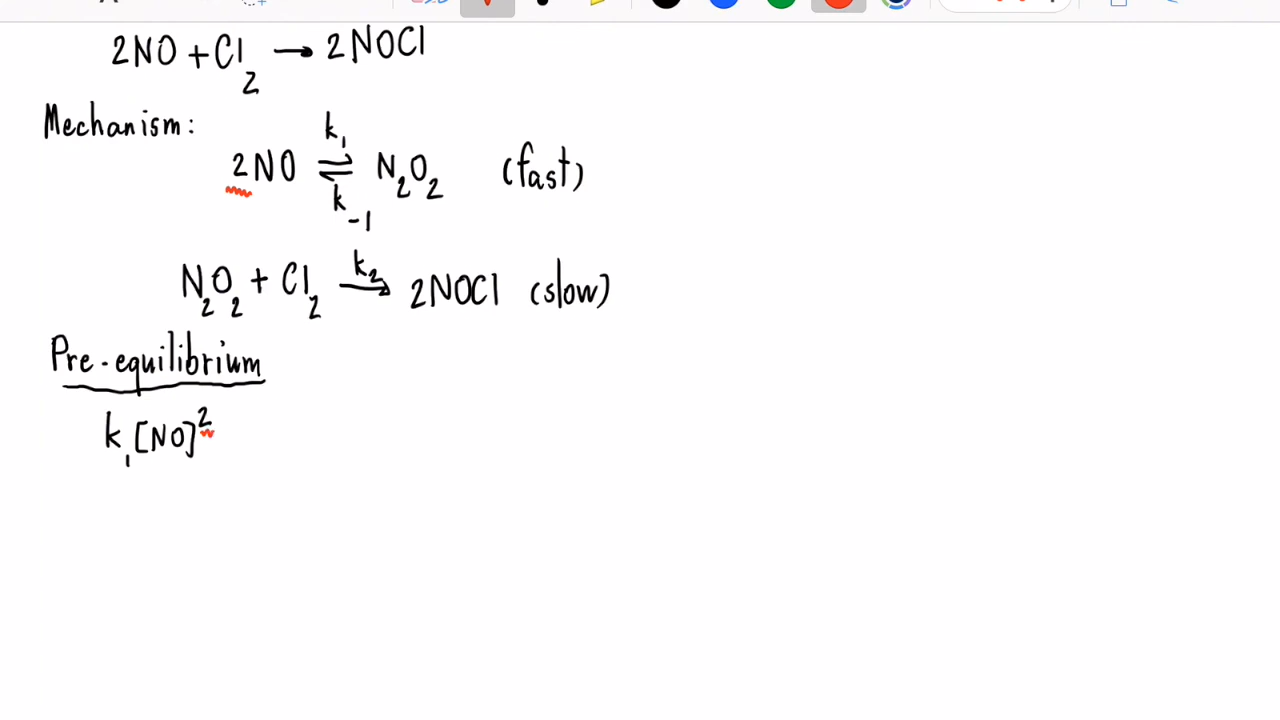 2NO + Cl2 → 2NOCl
Mechanism:
k1
2NO ⇌ N2O2 (fast)
k-1
k2
N2O2 + Cl2 → 2NOCl (slow)
Pre-equilibrium
k1[NO]^2